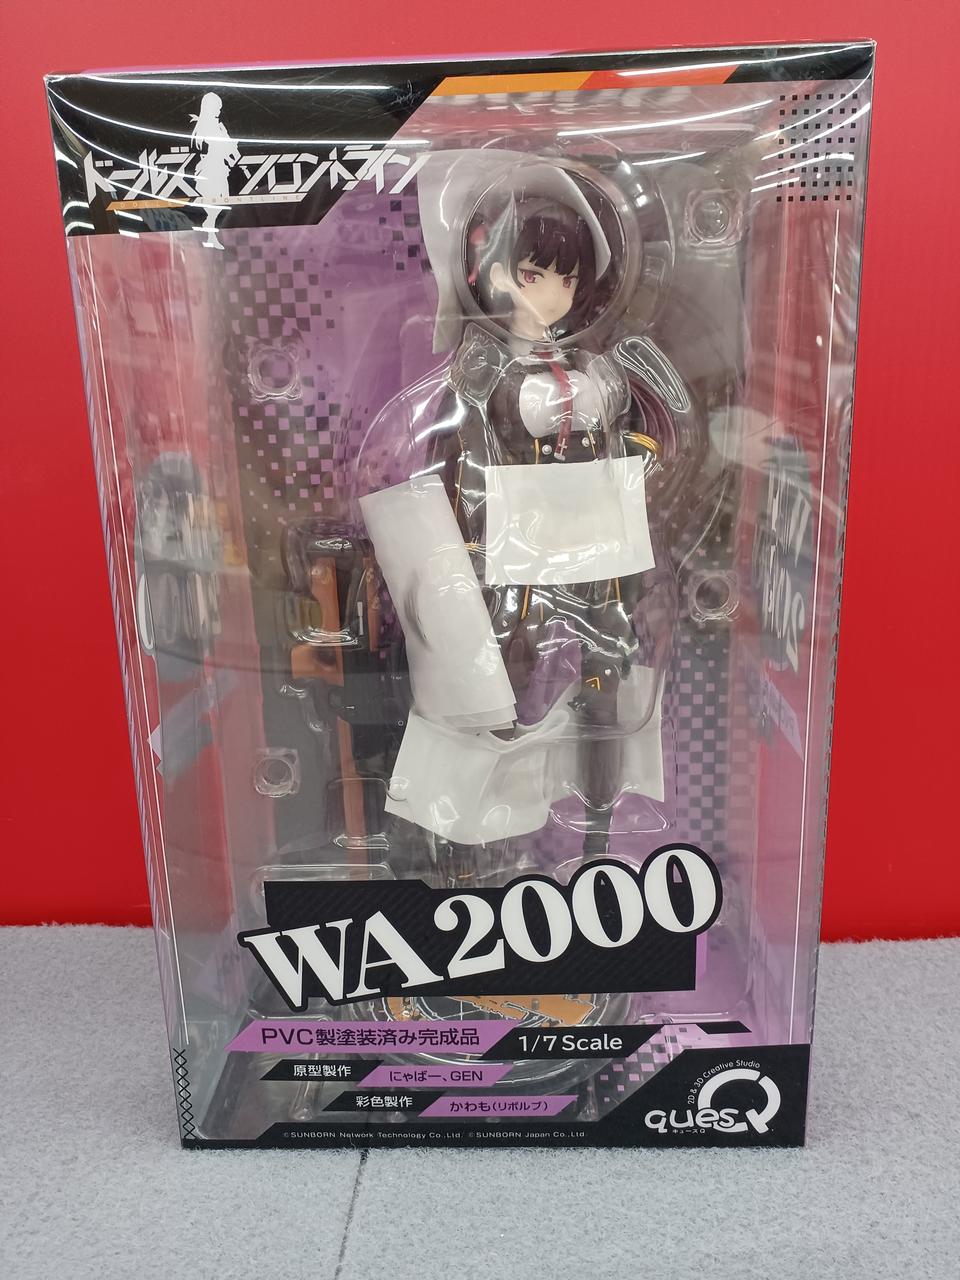 ドールズフロントライン
DOLLS FRONTLINE
WA2000
PVC製塗装済み完成品
1/7 Scale
原型製作
にゃばー、GEN
彩色製作
かわも(リボルブ)
2D & 3D Creative Studio
quesQ
キューズQ
©SUNBORN Network Technology Co.,Ltd. ©SUNBORN Japan Co.,Ltd.